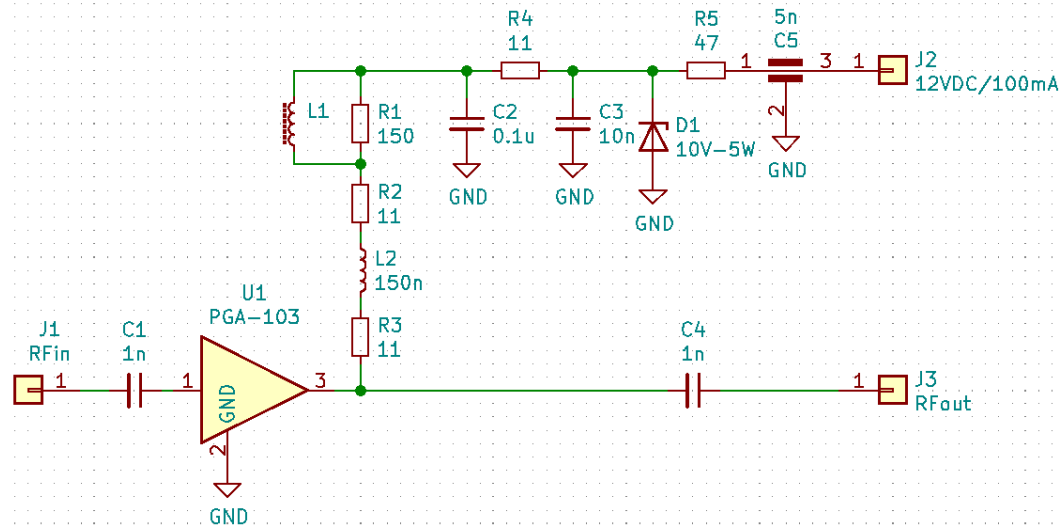 R5
47
5n
C5
R4
11
1
3
1
J2
12VDC/100mA
L1
R1
150
C2
0.1u
C3
10n
D1
10V-5W
2
GND
GND
GND
GND
R2
11
L2
150n
U1
PGA-103
R3
11
J1
RFin
C1
1n
C4
1n
1
1
GND
3
1
J3
RFout
2
GND